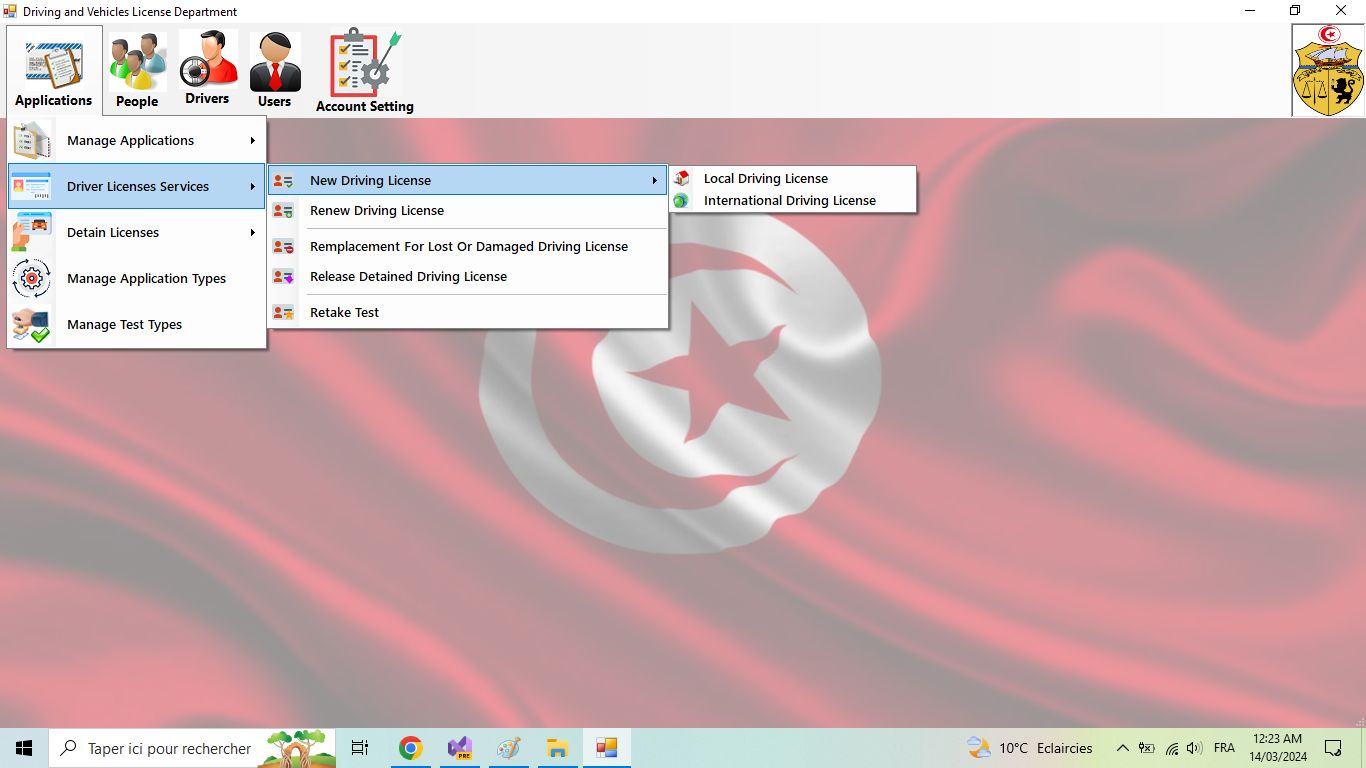 Driving and Vehicles License Department
Applications
People
Drivers
Users
Account Setting
Manage Applications
Driver Licenses Services
Detain Licenses
Manage Application Types
Manage Test Types
New Driving License
Renew Driving License
Remplacement For Lost Or Damaged Driving License
Release Detained Driving License
Retake Test
Local Driving License
International Driving License
Taper ici pour rechercher
PRE
10°C Eclaircies
FRA
12:23 AM
14/03/2024